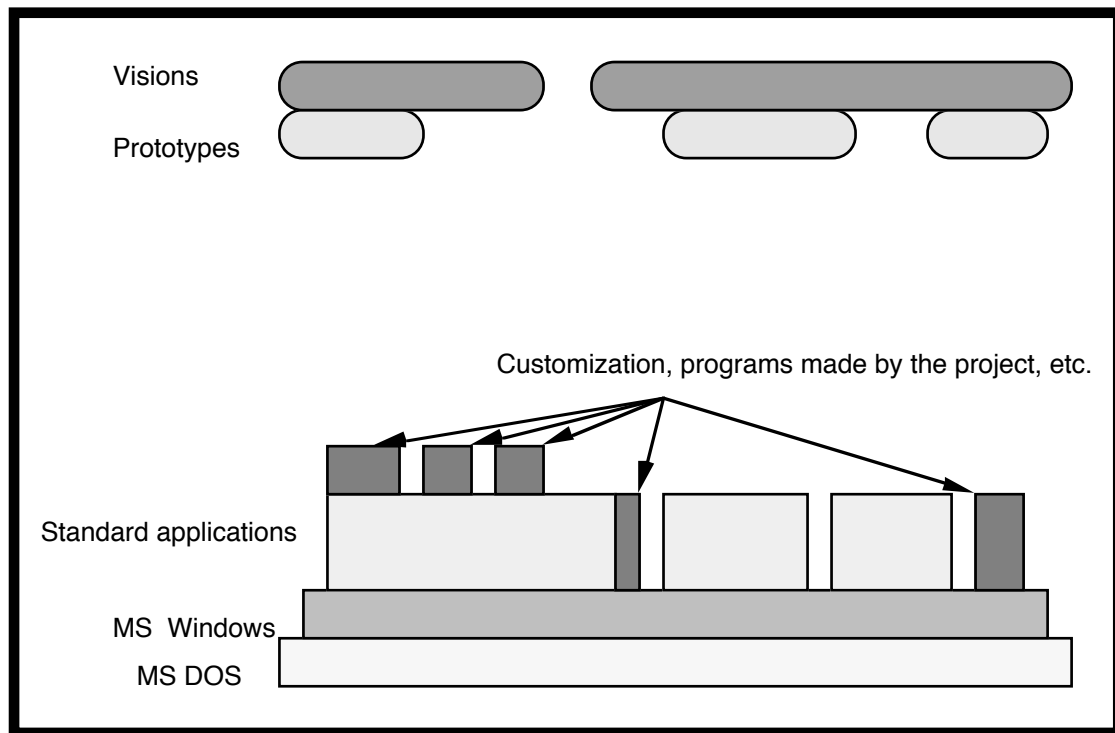 Visions
Prototypes
Customization, programs made by the project, etc.
Standard applications
MS  Windows
MS DOS